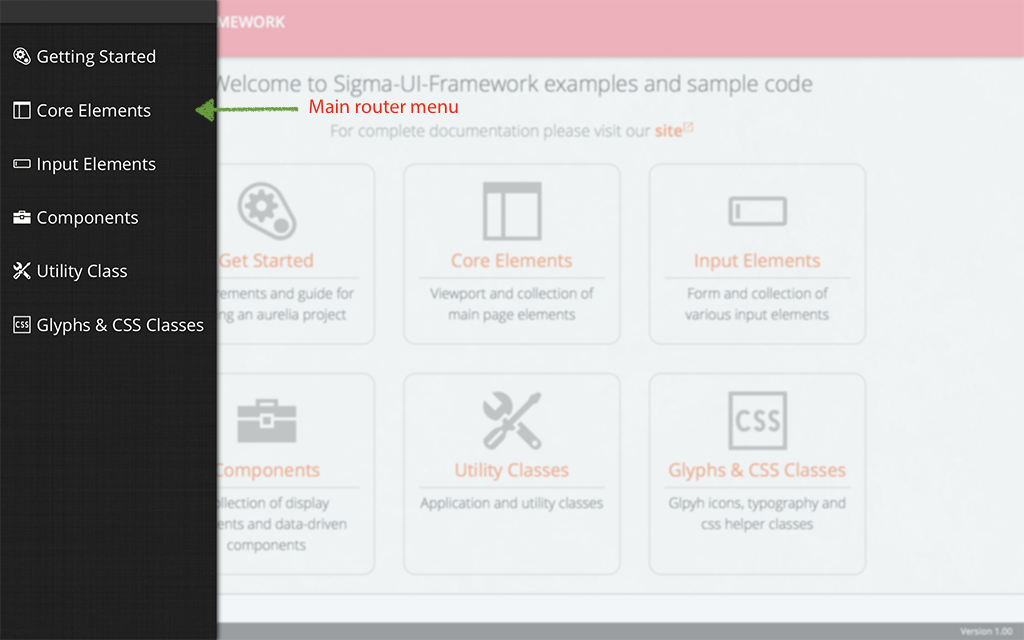 MEWORK
Getting Started
Core Elements
Input Elements
Components
Utility Class
CSS Glyphs & CSS Classes
Main router menu
Welcome to Sigma-UI-Framework examples and sample code
For complete documentation please visit our site
Get Started
ements and guide for
ng an aurelia project
Core Elements
Viewport and collection of
main page elements
Input Elements
Form and collection of
various input elements
Components
llection of display
ents and data-driven
components
Utility Classes
Application and utility classes
CSS
Glyphs & CSS Classes
Glpyh icons, typography and
css helper classes
Version 1.00